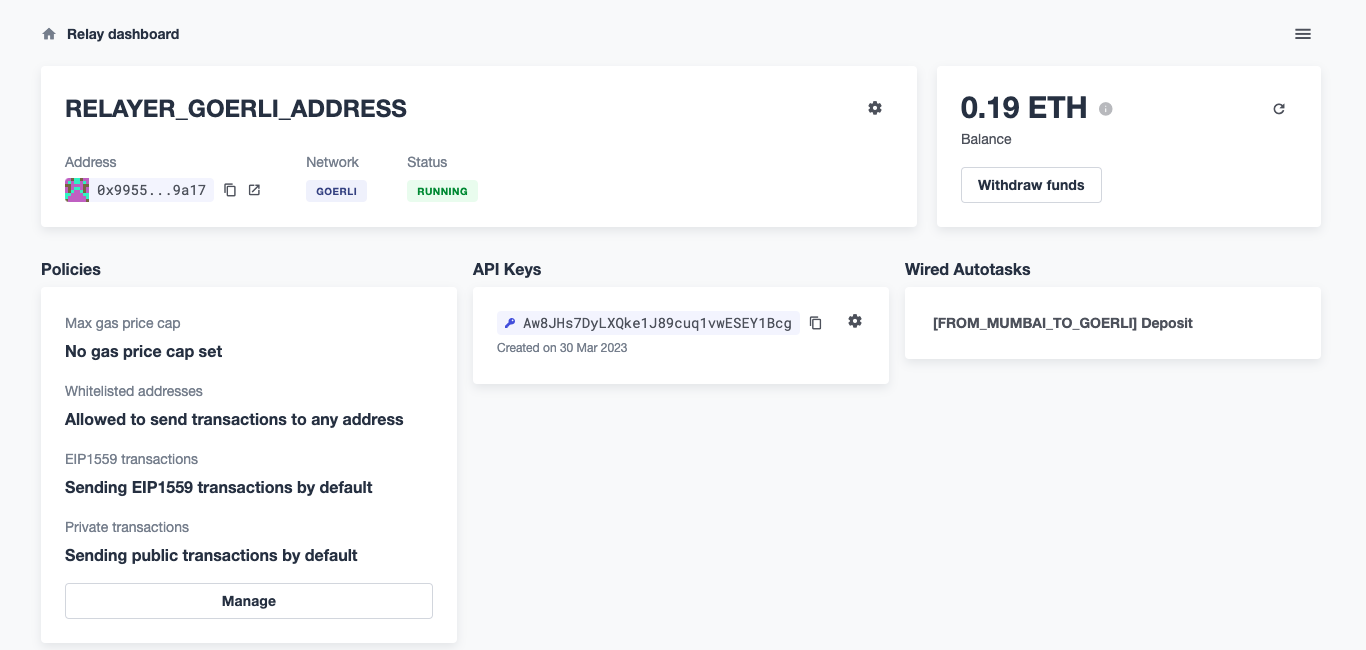 Relay dashboard
RELAYER_GOERLI_ADDRESS
Address
0x9955...9a17
Network
GOERLI
Status
RUNNING
0.19 ETH
Balance
Withdraw funds
Policies
Max gas price cap
No gas price cap set
Whitelisted addresses
Allowed to send transactions to any address
EIP1559 transactions
Sending EIP1559 transactions by default
Private transactions
Sending public transactions by default
Manage
API Keys
Aw8JHs7DyLXQke1J89cuq1vwESEY1Bcg
Created on 30 Mar 2023
Wired Autotasks
[FROM_MUMBAI_TO_GOERLI] Deposit